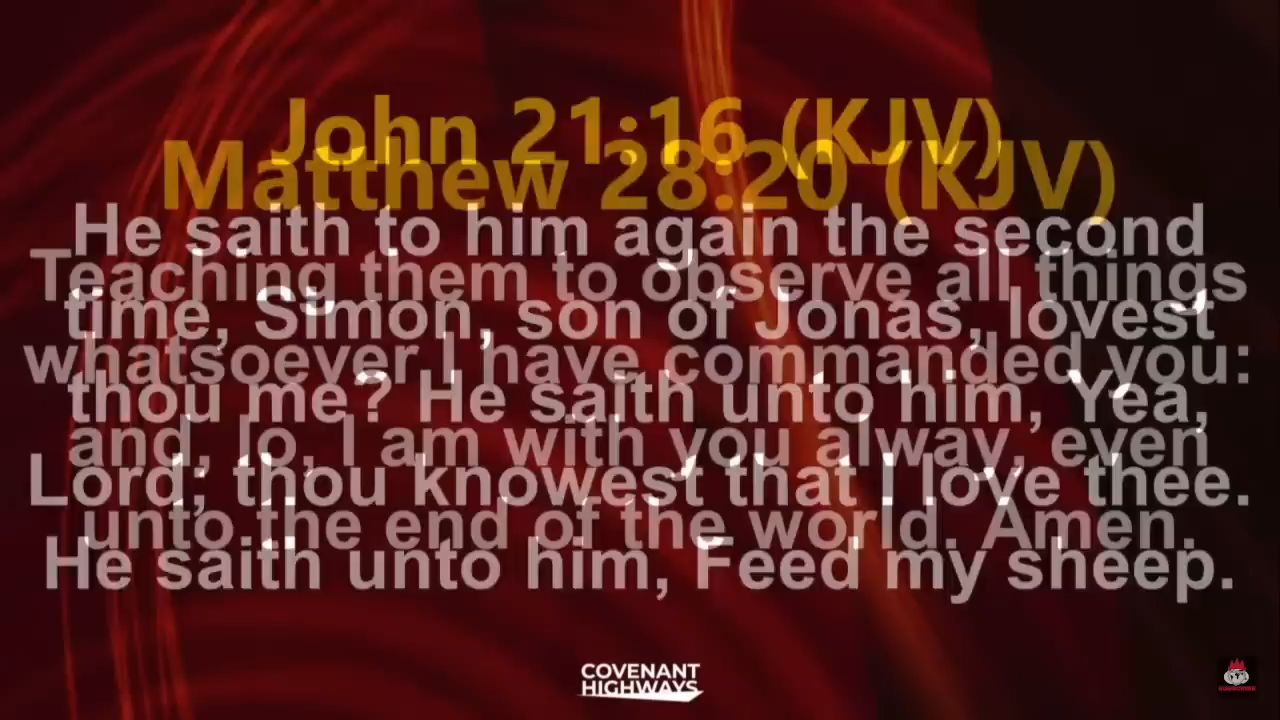 John 21:16 (KJV)
He saith to him again the second
time, Simon, son of Jonas, lovest
thou me? He saith unto him, Yea,
Lord; thou knowest that I love thee.
He saith unto him, Feed my sheep.
Matthew 28:20 (KJV)
Teaching them to observe all things
whatsoever I have commanded you:
and, lo, I am with you alway, even
unto the end of the world. Amen.
COVENANT
HIGHWAYS